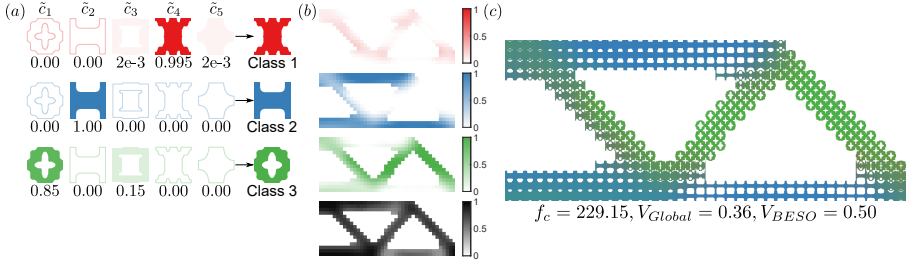 (a) c̃₁ c̃₂ c̃₃ c̃₄ c̃₅
0.00 0.00 2e-3 0.995 2e-3 Class 1
0.00 1.00 0.00 0.00 0.00 Class 2
0.85 0.00 0.15 0.00 0.00 Class 3
(b)
1
0.5
0
1
0.5
0
1
0.5
0
1
0.5
0
(c)
f_c = 229.15, V_Global = 0.36, V_BESO = 0.50